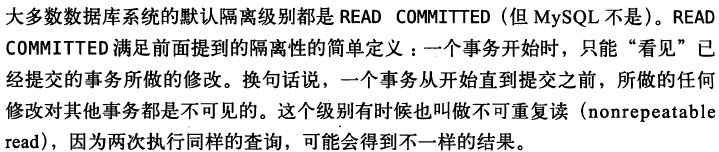 大多数数据库系统的默认隔离级别都是 READ COMMITTED（但 MySQL 不是）。READ
COMMITTED 满足前面提到的隔离性的简单定义：一个事务开始时，只能“看见”已
经提交的事务所做的修改。换句话说，一个事务从开始直到提交之前，所做的任何
修改对其他事务都是不可见的。这个级别有时候也叫做不可重复读（nonrepeatable
read），因为两次执行同样的查询，可能会得到不一样的结果。